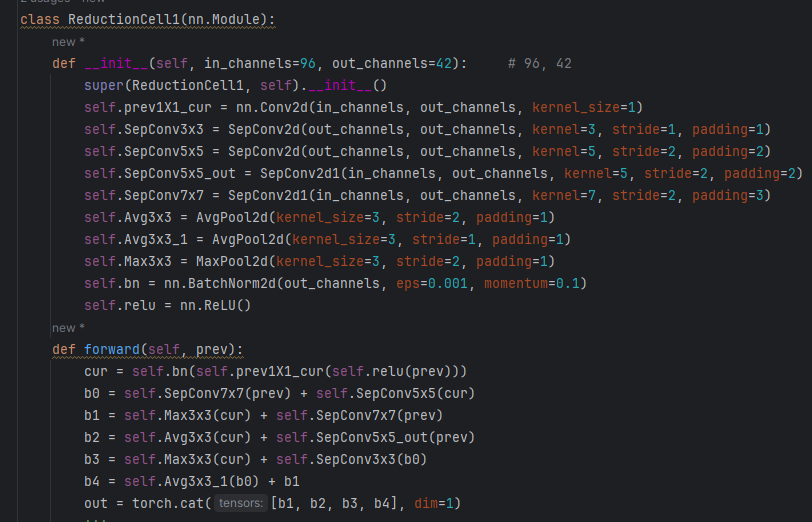 class ReductionCell1(nn.Module):
new *
def __init__(self, in_channels=96, out_channels=42):     # 96, 42
super(ReductionCell1, self).__init__()
self.prev1X1_cur = nn.Conv2d(in_channels, out_channels, kernel_size=1)
self.SepConv3x3 = SepConv2d(out_channels, out_channels, kernel=3, stride=1, padding=1)
self.SepConv5x5 = SepConv2d(out_channels, out_channels, kernel=5, stride=2, padding=2)
self.SepConv5x5_out = SepConv2d1(in_channels, out_channels, kernel=5, stride=2, padding=2)
self.SepConv7x7 = SepConv2d1(in_channels, out_channels, kernel=7, stride=2, padding=3)
self.Avg3x3 = AvgPool2d(kernel_size=3, stride=2, padding=1)
self.Avg3x3_1 = AvgPool2d(kernel_size=3, stride=1, padding=1)
self.Max3x3 = MaxPool2d(kernel_size=3, stride=2, padding=1)
self.bn = nn.BatchNorm2d(out_channels, eps=0.001, momentum=0.1)
self.relu = nn.ReLU()
new *
def forward(self, prev):
cur = self.bn(self.prev1X1_cur(self.relu(prev)))
b0 = self.SepConv7x7(prev) + self.SepConv5x5(cur)
b1 = self.Max3x3(cur) + self.SepConv7x7(prev)
b2 = self.Avg3x3(cur) + self.SepConv5x5_out(prev)
b3 = self.Max3x3(cur) + self.SepConv3x3(b0)
b4 = self.Avg3x3_1(b0) + b1
out = torch.cat( tensors: [b1, b2, b3, b4], dim=1)